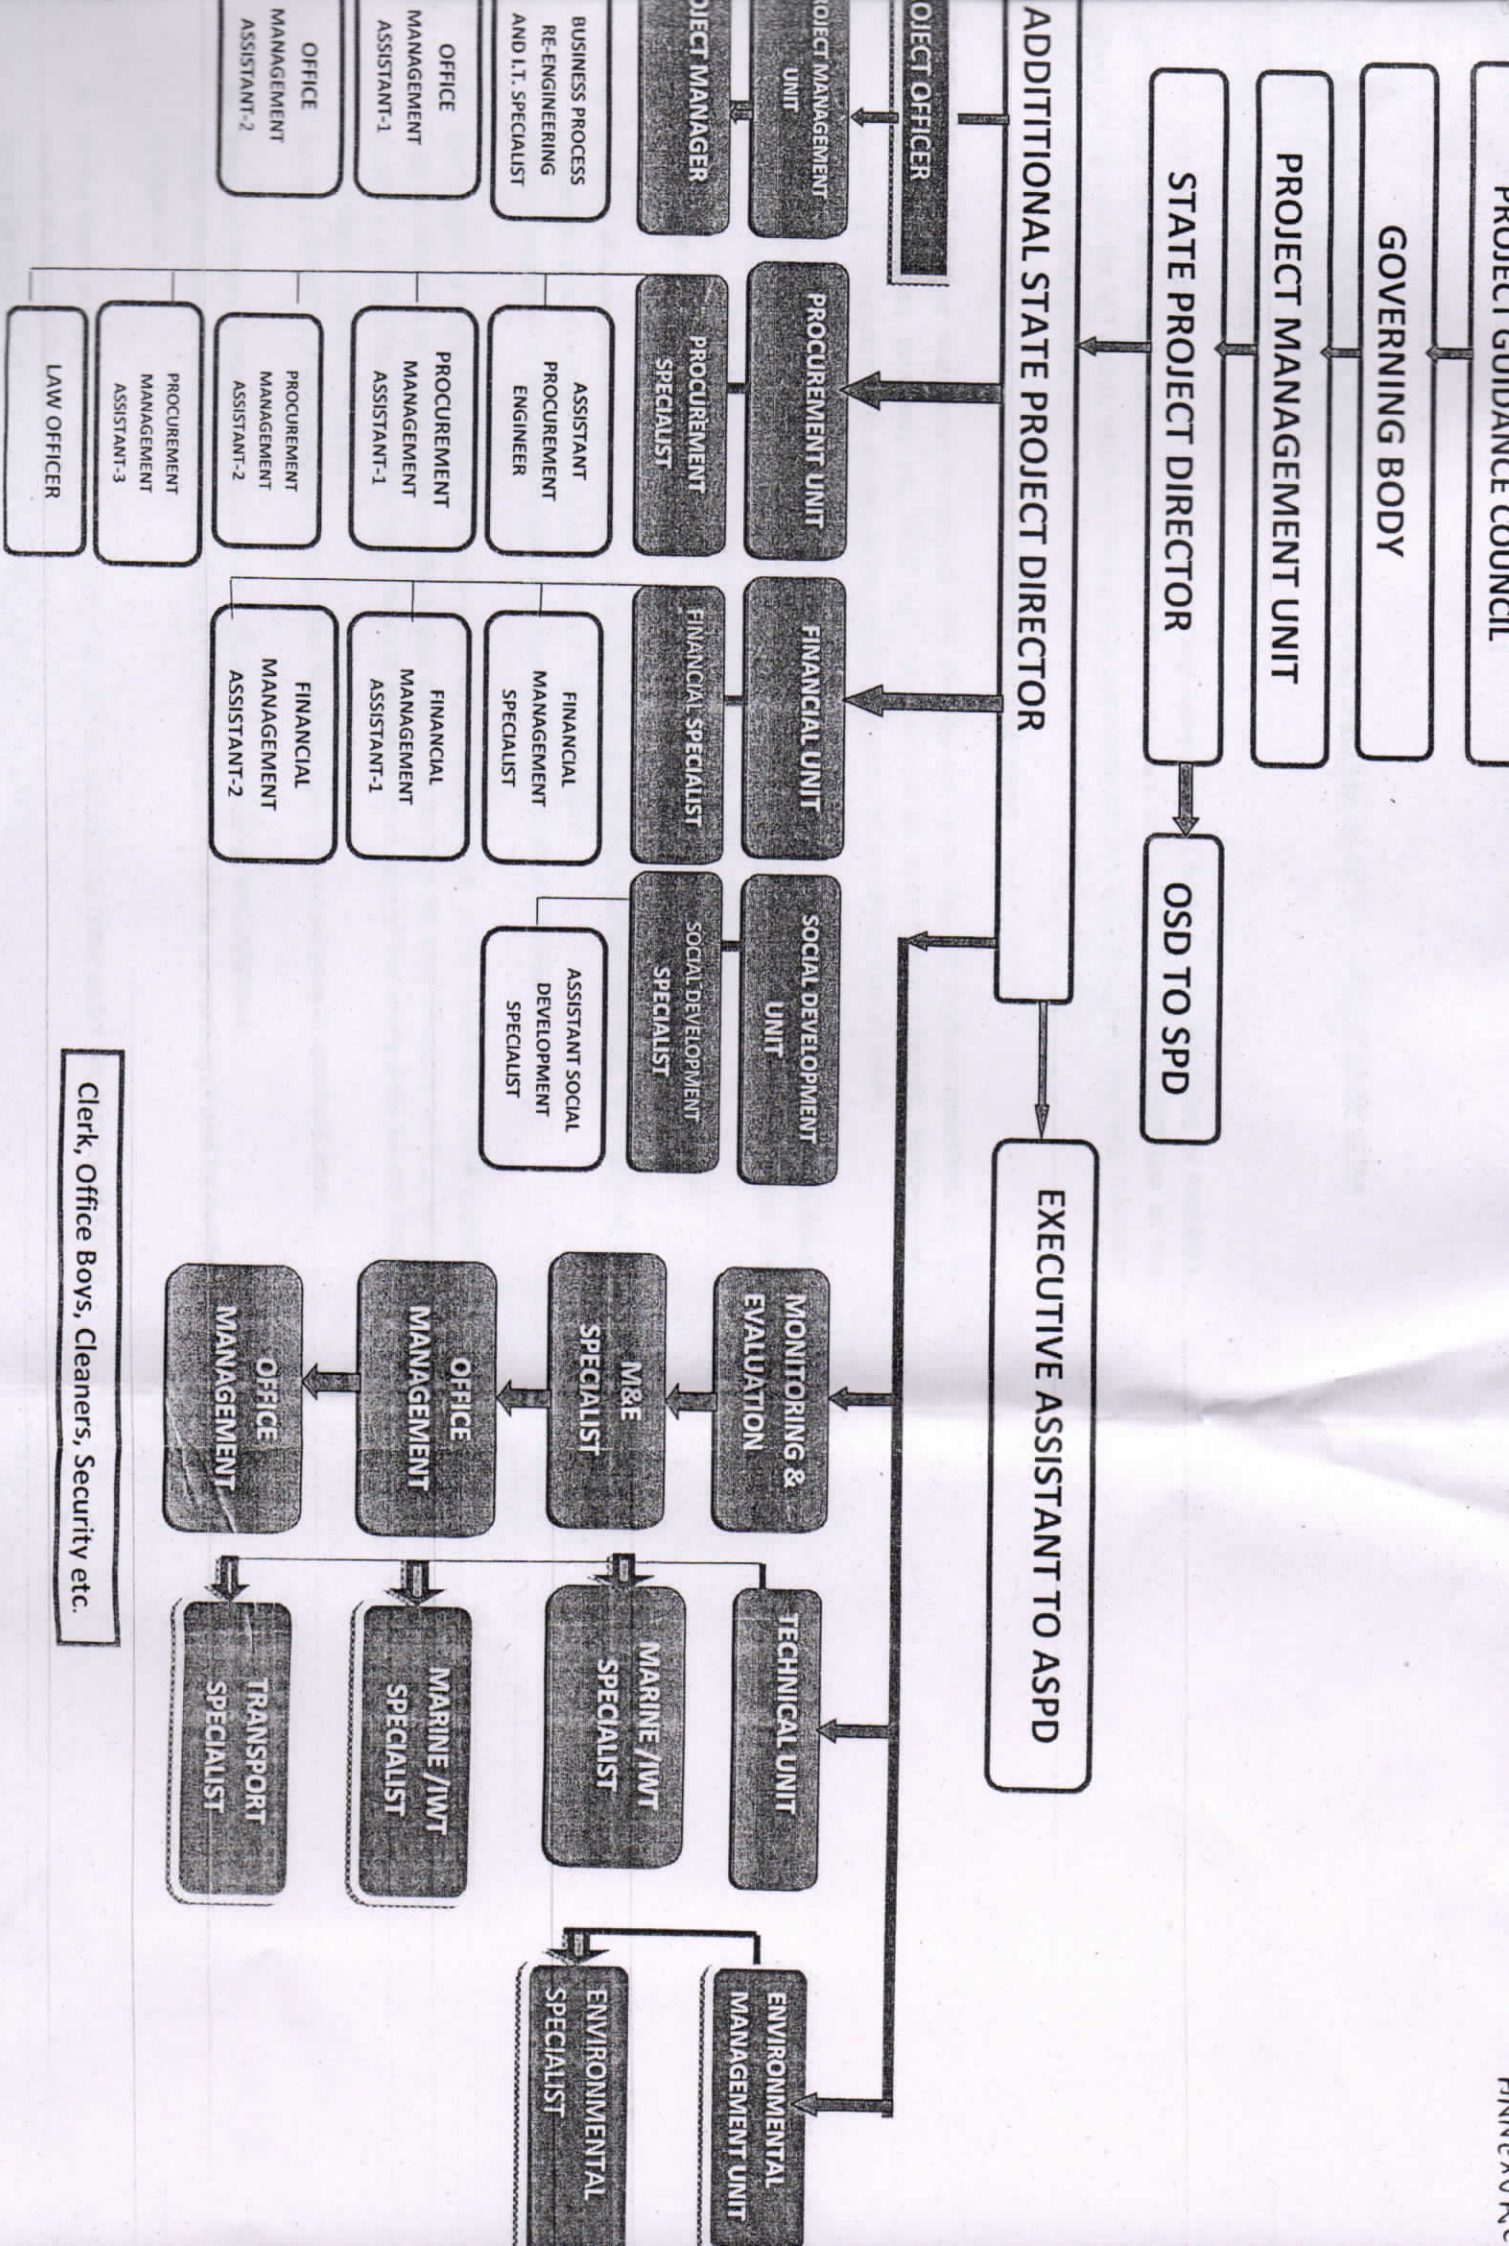 ANNEXURE
PROJECT GUIDANCE COUNCIL
GOVERNING BODY
PROJECT MANAGEMENT UNIT
STATE PROJECT DIRECTOR
OSD TO SPD
ADDITITIONAL STATE PROJECT DIRECTOR
EXECUTIVE ASSISTANT TO ASPD
OJECT OFFICER
OJECT MANAGEMENT
UNIT
OJECT MANAGER
BUSINESS PROCESS
RE-ENGINEERING
AND I.T. SPECIALIST
OFFICE
MANAGEMENT
ASSISTANT-1
OFFICE
MANAGEMENT
ASSISTANT-2
PROCUREMENT UNIT
PROCUREMENT
SPECIALIST
ASSISTANT
PROCUREMENT
ENGINEER
PROCUREMENT
MANAGEMENT
ASSISTANT-1
PROCUREMENT
MANAGEMENT
ASSISTANT-2
PROCUREMENT
MANAGEMENT
ASSISTANT-3
LAW OFFICER
FINANCIAL UNIT
FINANCIAL SPECIALIST
FINANCIAL
MANAGEMENT
SPECIALIST
FINANCIAL
MANAGEMENT
ASSISTANT-1
FINANCIAL
MANAGEMENT
ASSISTANT-2
SOCIAL DEVELOPMENT
UNIT
SOCIAL DEVELOPMENT
SPECIALIST
ASSISTANT SOCIAL
DEVELOPMENT
SPECIALIST
MONITORING &
EVALUATION
M&E
SPECIALIST
OFFICE
MANAGEMENT
OFFICE
MANAGEMENT
TECHNICAL UNIT
MARINE /IWT
SPECIALIST
MARINE /IWT
SPECIALIST
TRANSPORT
SPECIALIST
ENVIRONMENTAL
MANAGEMENT UNIT
ENVIRONMENTAL
SPECIALIST
Clerk, Office Boys, Cleaners, Security etc.